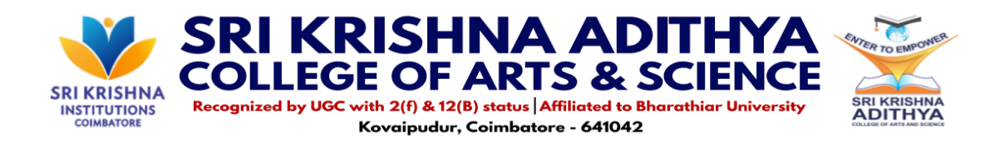 SRI KRISHNA
INSTITUTIONS
COIMBATORE
SRI KRISHNA ADITHYA
COLLEGE OF ARTS & SCIENCE
Recognized by UGC with 2(f) & 12(B) status | Affiliated to Bharathiar University
Kovaipudur, Coimbatore - 641042
ENTER TO EMPOWER
SRI KRISHNA
ADITHYA
COLLEGE OF ARTS AND SCIENCE